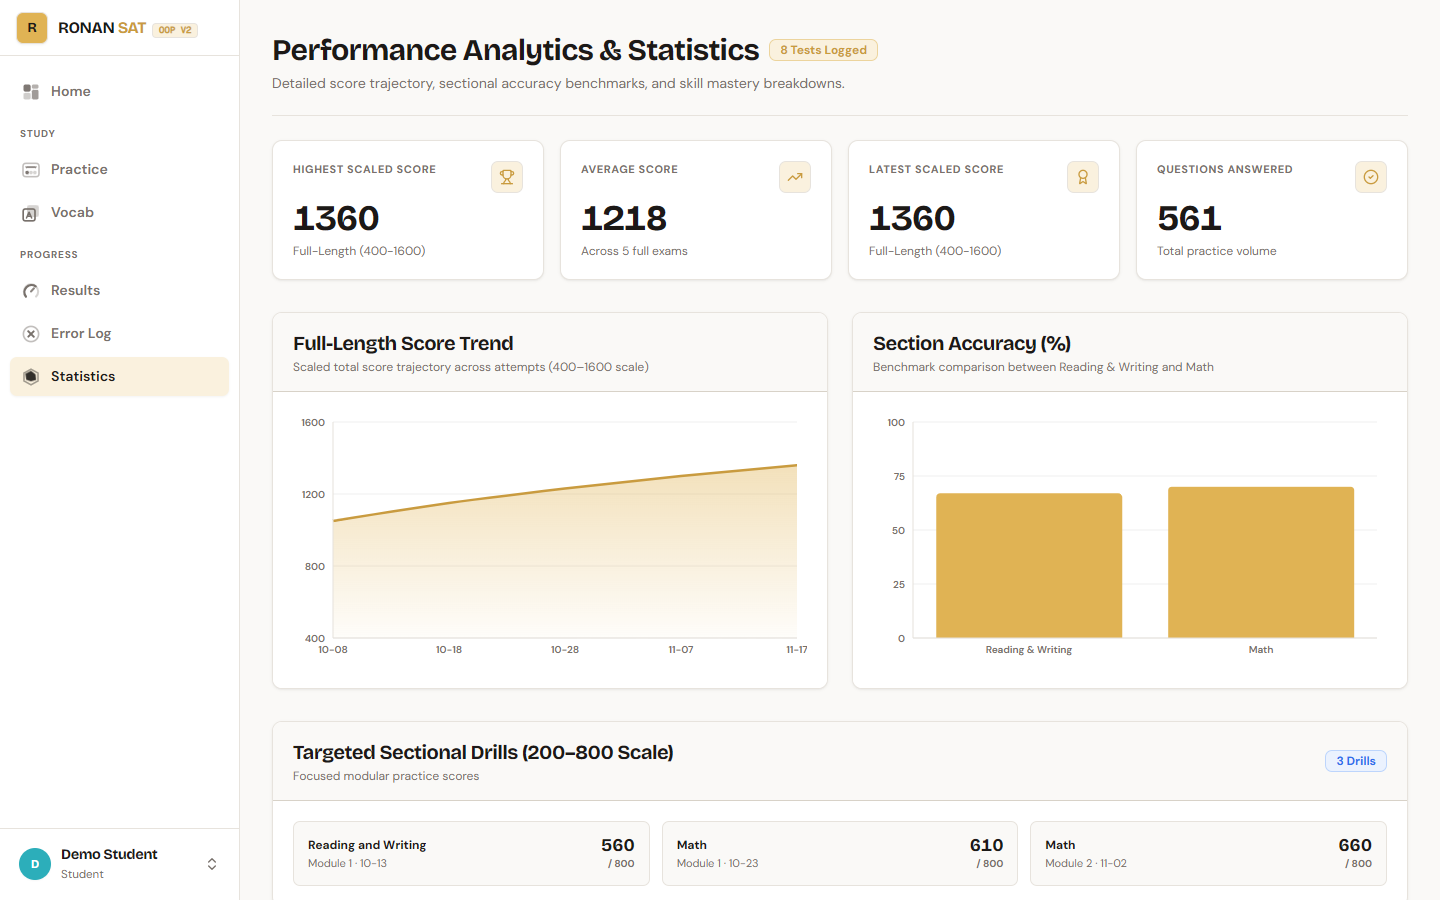 R RONAN SAT OOP V2
Home
STUDY
Practice
Vocab
PROGRESS
Results
Error Log
Statistics
D Demo Student
Student
Performance Analytics & Statistics 8 Tests Logged
Detailed score trajectory, sectional accuracy benchmarks, and skill mastery breakdowns.
HIGHEST SCALED SCORE
1360
Full-Length (400-1600)
AVERAGE SCORE
1218
Across 5 full exams
LATEST SCALED SCORE
1360
Full-Length (400-1600)
QUESTIONS ANSWERED
561
Total practice volume
Full-Length Score Trend
Scaled total score trajectory across attempts (400–1600 scale)
1600
1200
800
400
10-08 10-18 10-28 11-07 11-17
Section Accuracy (%)
Benchmark comparison between Reading & Writing and Math
100
75
50
25
0
Reading & Writing Math
Targeted Sectional Drills (200–800 Scale)
Focused modular practice scores
3 Drills
Reading and Writing 560
Module 1 · 10-13 / 800
Math 610
Module 1 · 10-23 / 800
Math 660
Module 2 · 11-02 / 800